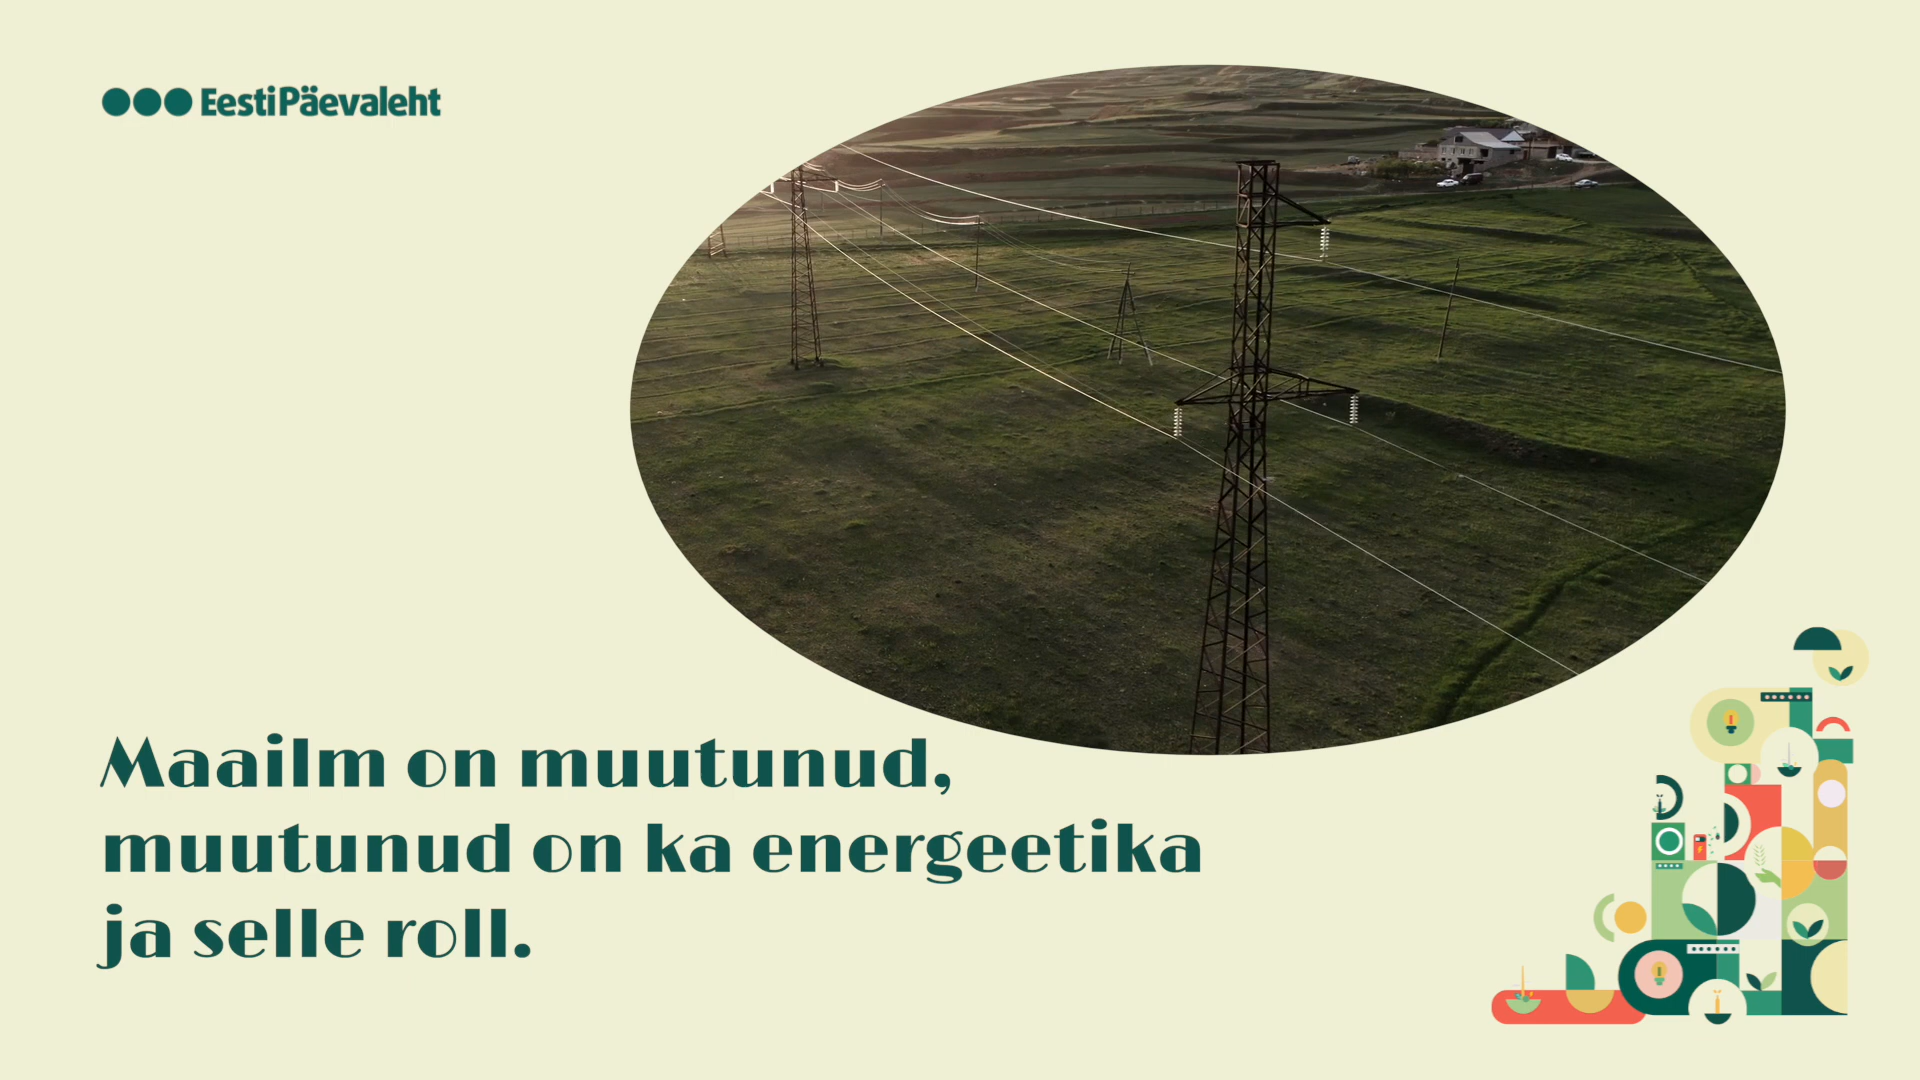 EestiPäevaleht
Maailm on muutunud,
muutunud on ka energeetika
ja selle roll.